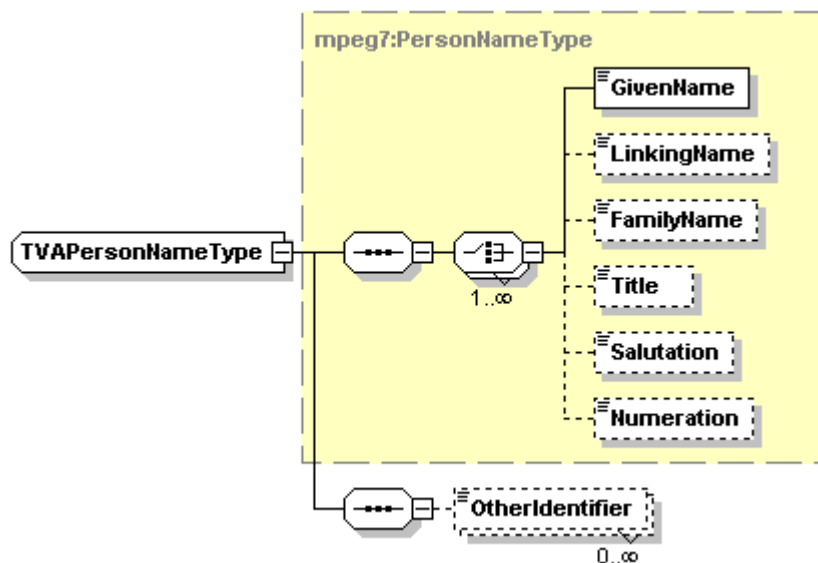 mpeg7:PersonNameType
GivenName
LinkingName
FamilyName
TVAPersonNameType
1..∞
Title
Salutation
Numeration
OtherIdentifier
0..∞